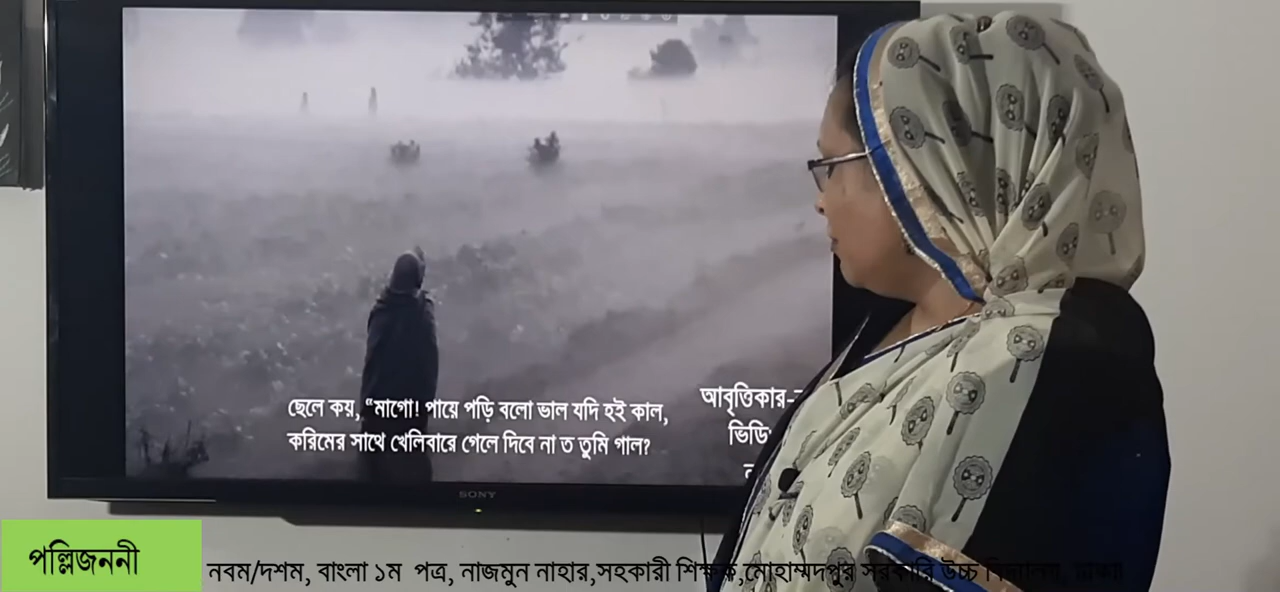 ছেলে কয়, “মাগো! পায়ে পড়ি বলো ভাল যদি হই কাল,
করিমের সাথে খেলিবারে গেলে দিবে না ত তুমি গাল?
আবৃত্তিকার-
SONY
পল্লিজননী
নবম/দশম, বাংলা ১ম পত্র, নাজমুন নাহার,সহকারী শিক্ষক,মোহাম্মদপুর সরকারি উচ্চ